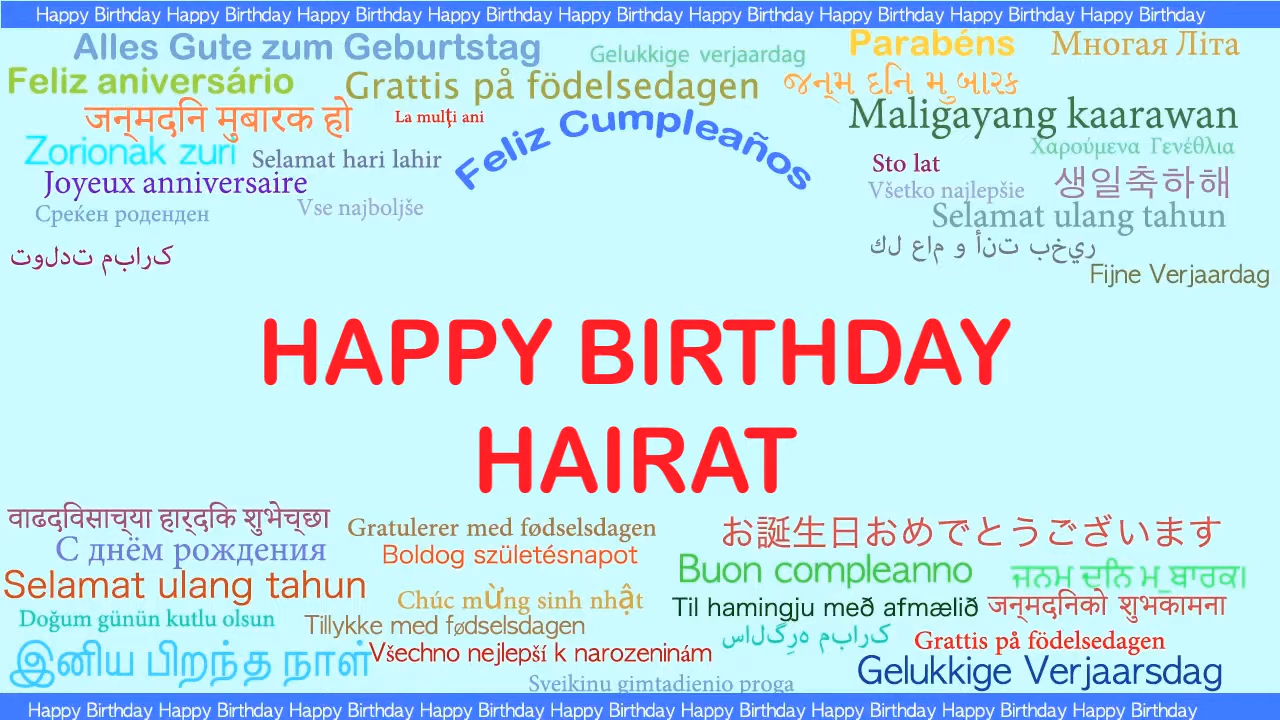 Happy Birthday Happy Birthday Happy Birthday Happy Birthday Happy Birthday Happy Birthday Happy Birthday Happy Birthday Happy Birthday
Alles Gute zum Geburtstag
Gelukkige verjaardag
Parabéns
Многая Літа
Feliz aniversário
Grattis på födelsedagen
જન્મ દિન મુબારક
जन्मदिन मुबारक हो
La mulţi ani
Feliz Cumpleaños
Maligayang kaarawan
Zorionak zuri
Selamat hari lahir
Χαρούμενα Γενέθλια
Sto lat
Joyeux anniversaire
Všetko najlepšie
생일축하해
Среќен роденден
Vse najboljše
Selamat ulang tahun
تولدت مبارک
كل عام و أنت بخير
Fijne Verjaardag
HAPPY BIRTHDAY
HAIRAT
वाढदिवसाच्या हार्दिक शुभेच्छा
Gratulerer med fødselsdagen
お誕生日おめでとうございます
С днём рождения
Boldog születésnapot
Buon compleanno
ਜਨਮ ਦਿਨ ਮੁਬਾਰਕ।
Selamat ulang tahun
Chúc mừng sinh nhật
Til hamingju með afmælið
जन्मदिनको शुभकामना
Doğum günün kutlu olsun
Tillykke med fødselsdagen
سالگِرہ مبارک
Grattis på födelsedagen
இனிய பிறந்த நாள்
Všechno nejlepší k narozeninám
Gelukkige Verjaarsdag
Sveikinu gimtadienio proga
Happy Birthday Happy Birthday Happy Birthday Happy Birthday Happy Birthday Happy Birthday Happy Birthday Happy Birthday Happy Birthday